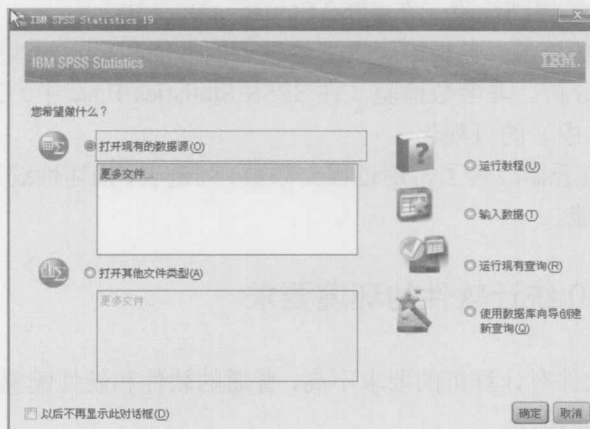 IBM SPSS Statistics 19
IBM SPSS Statistics
IBM.
您希望做什么？
打开现有的数据源(O)
更多文件...
打开其他文件类型(A)
更多文件...
运行教程(U)
输入数据(T)
运行现有查询(R)
使用数据库向导创建
新查询(Q)
以后不再显示此对话框(D)
确定
取消